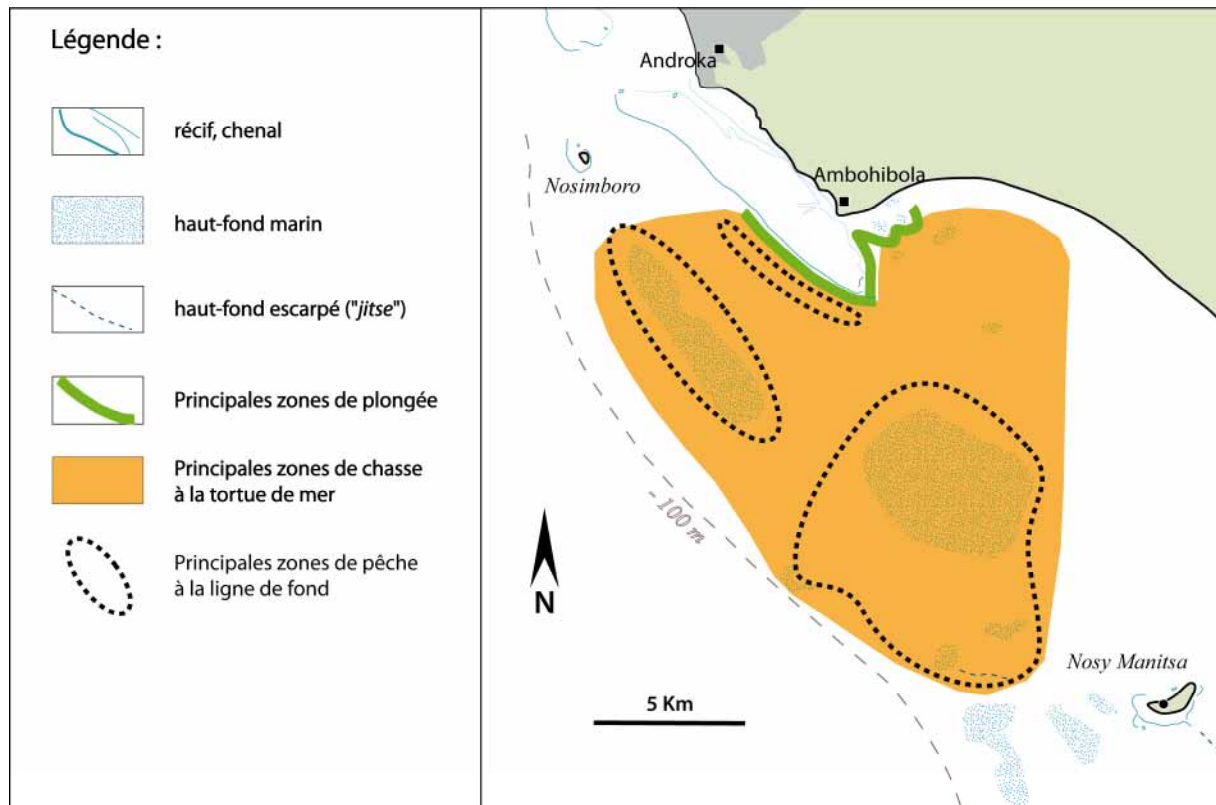 Légende :
récif, chenal
haut-fond marin
haut-fond escarpé ("jitse")
Principales zones de plongée
Principales zones de chasse
à la tortue de mer
Principales zones de pêche
à la ligne de fond
Androka
Nosimboro
Ambohibola
- 100 m
N
5 Km
Nosy Manitsa